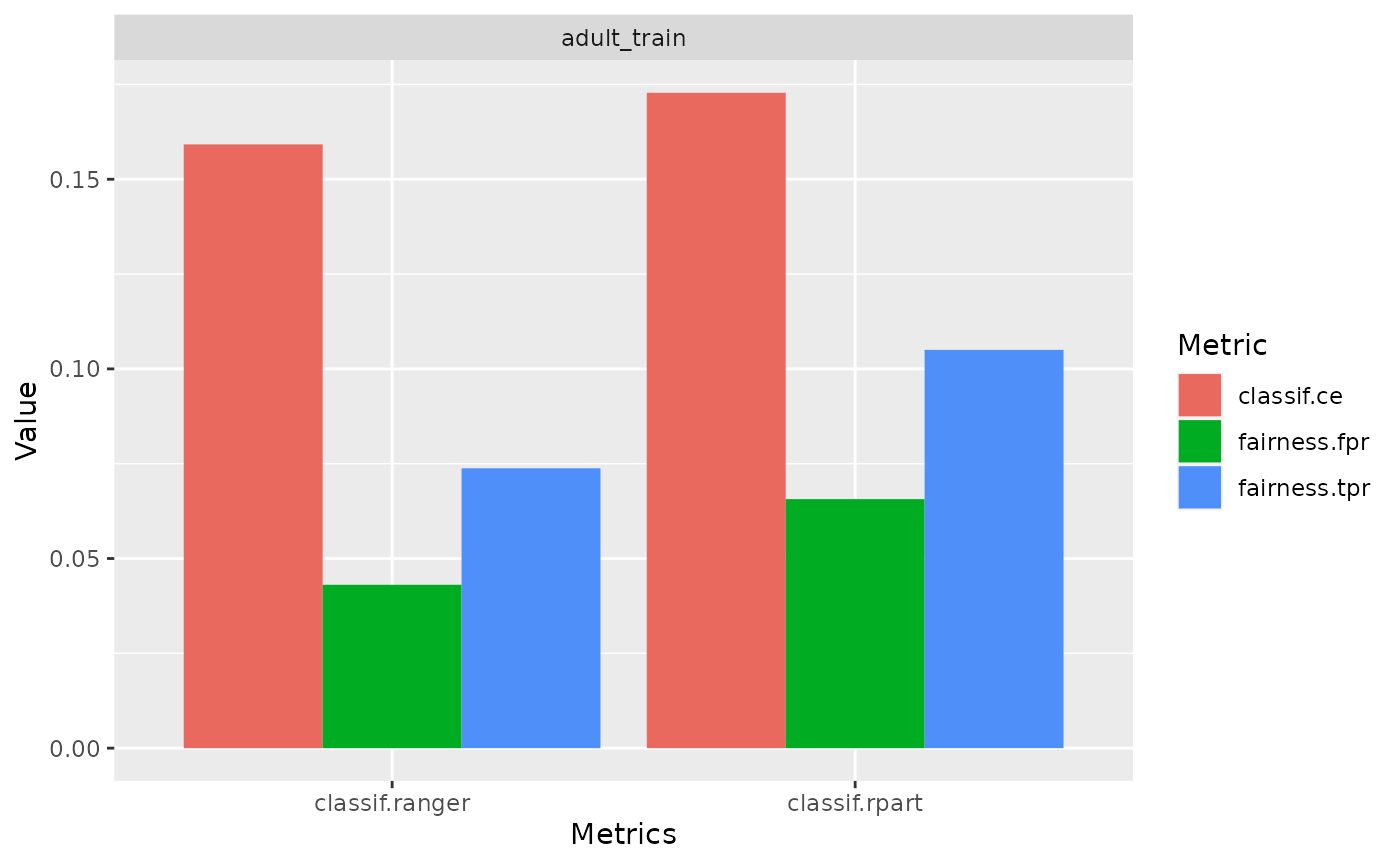 adult_train
0.15
0.10
0.05
0.00
Value
classif.ranger
classif.rpart
Metrics
Metric
classif.ce
fairness.fpr
fairness.tpr